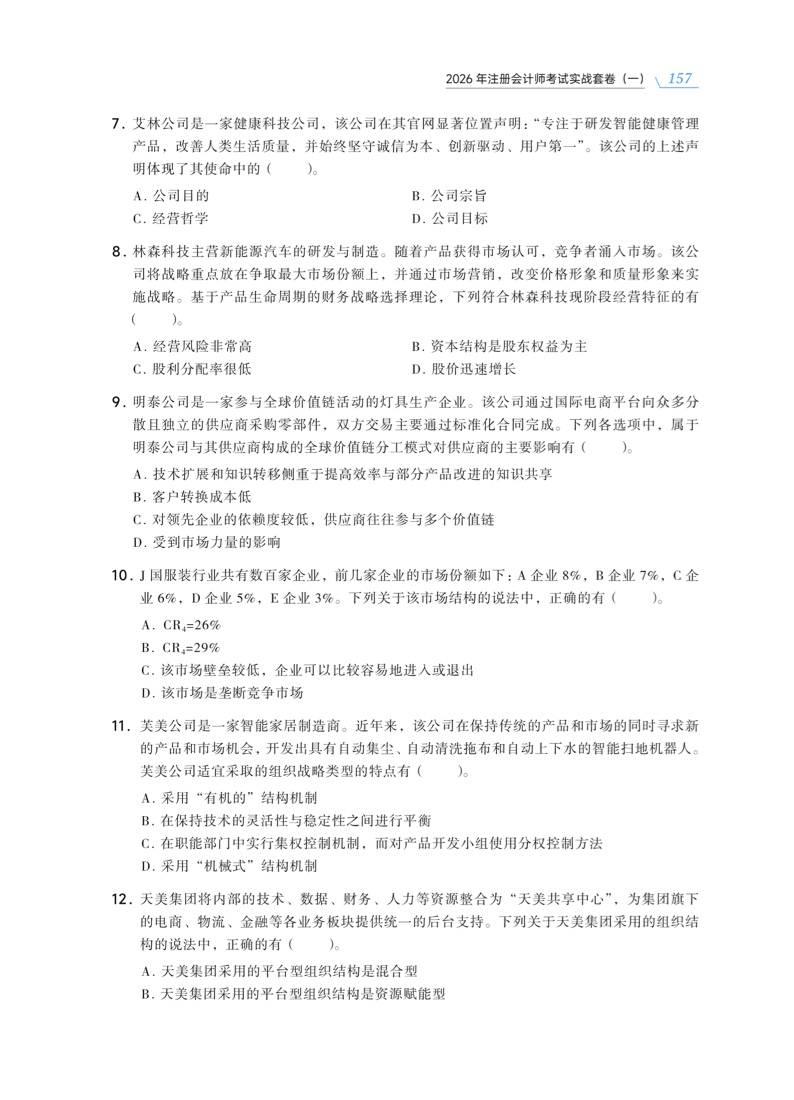 2026 年注册会计师考试实战套卷（一） 157
7. 艾林公司是一家健康科技公司，该公司在其官网显著位置声明：“专注于研发智能健康管理
产品，改善人类生活质量，并始终坚守诚信为本、创新驱动、用户第一”。该公司的上述声
明体现了其使命中的（　　）。
A. 公司目的 B. 公司宗旨
C. 经营哲学 D. 公司目标
8. 林森科技主营新能源汽车的研发与制造。随着产品获得市场认可，竞争者涌入市场。该公
司将战略重点放在争取最大市场份额上，并通过市场营销，改变价格形象和质量形象来实
施战略。基于产品生命周期的财务战略选择理论，下列符合林森科技现阶段经营特征的有
（　　）。
A. 经营风险非常高 B. 资本结构是股东权益为主
C. 股利分配率很低 D. 股价迅速增长
9. 明泰公司是一家参与全球价值链活动的灯具生产企业。该公司通过国际电商平台向众多分
散且独立的供应商采购零部件，双方交易主要通过标准化合同完成。下列各选项中，属于
明泰公司与其供应商构成的全球价值链分工模式对供应商的主要影响有（　　）。
A. 技术扩展和知识转移侧重于提高效率与部分产品改进的知识共享
B. 客户转换成本低
C. 对领先企业的依赖度较低，供应商往往参与多个价值链
D. 受到市场力量的影响
10. J 国服装行业共有数百家企业，前几家企业的市场份额如下：A 企业 8%，B 企业 7%，C 企
业 6%，D 企业 5%，E 企业 3%。下列关于该市场结构的说法中，正确的有（　　）。
A. CR₄=26%
B. CR₄=29%
C. 该市场壁垒较低，企业可以比较容易地进入或退出
D. 该市场是垄断竞争市场
11. 芙美公司是一家智能家居制造商。近年来，该公司在保持传统的产品和市场的同时寻求新
的产品和市场机会，开发出具有自动集尘、自动清洗拖布和自动上下水的智能扫地机器人。
芙美公司适宜采取的组织战略类型的特点有（　　）。
A. 采用“有机的”结构机制
B. 在保持技术的灵活性与稳定性之间进行平衡
C. 在职能部门中实行集权控制机制，而对产品开发小组使用分权控制方法
D. 采用“机械式”结构机制
12. 天美集团将内部的技术、数据、财务、人力等资源整合为“天美共享中心”，为集团旗下
的电商、物流、金融等各业务板块提供统一的后台支持。下列关于天美集团采用的组织结
构的说法中，正确的有（　　）。
A. 天美集团采用的平台型组织结构是混合型
B. 天美集团采用的平台型组织结构是资源赋能型